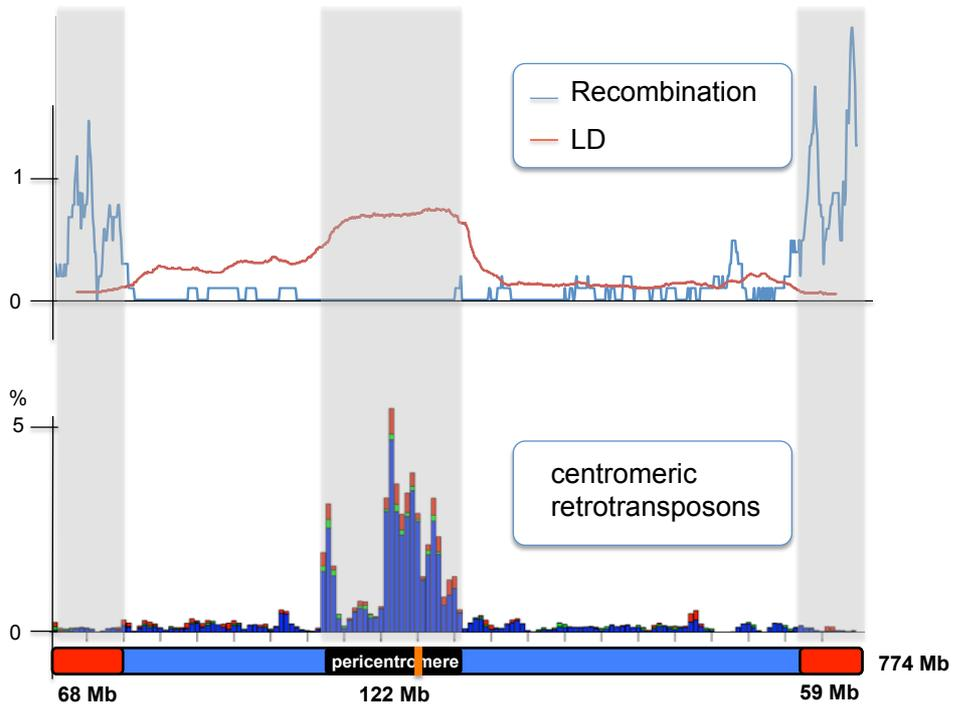 Recombination
LD
1
0
%
5
centromeric
retrotransposons
0
pericentromere
774 Mb
68 Mb
122 Mb
59 Mb